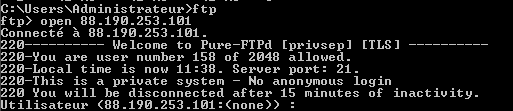 C:\Users\Administrateur>ftp
ftp> open 88.190.253.101
Connecté à 88.190.253.101.
220---------- Welcome to Pure-FTPd [privsep] [TLS] ----------
220-You are user number 158 of 2048 allowed.
220-Local time is now 11:38. Server port: 21.
220-This is a private system - No anonymous login
220 You will be disconnected after 15 minutes of inactivity.
Utilisateur (88.190.253.101:(none)) :